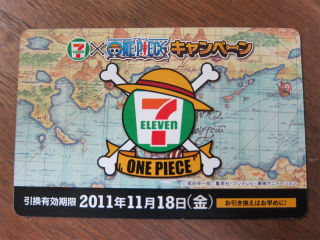 7 ELEVEN × ONE PIECE キャンペーン
7
ELEVEN
ONE PIECE
引換有効期限 2011年11月18日(金) お引き換えはお早めに!